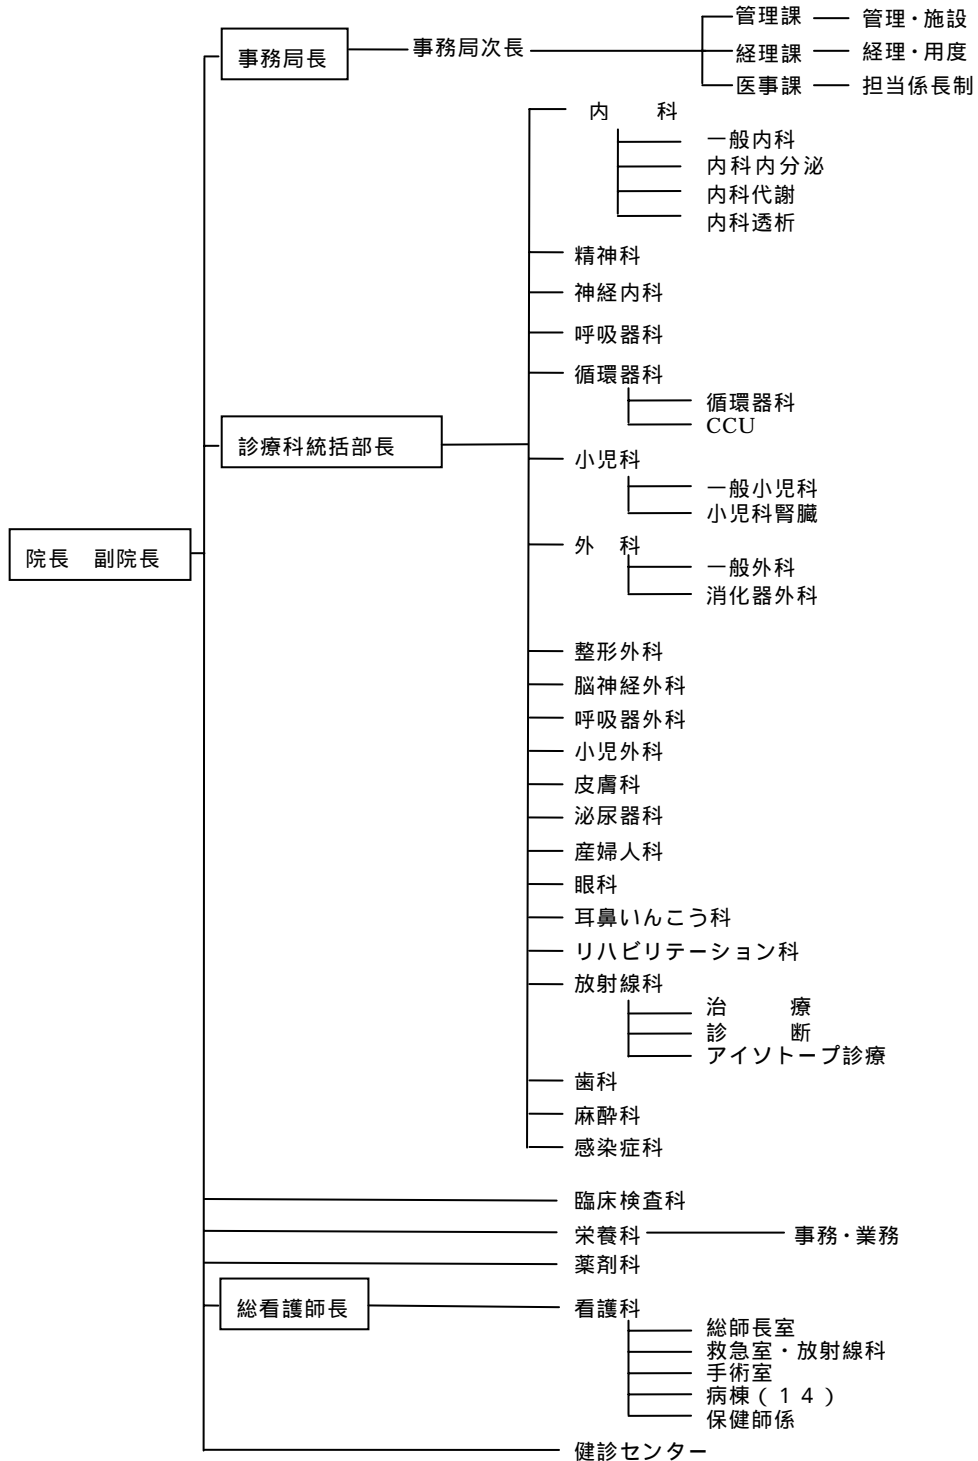 事務局長 事務局次長 管理課 管理・施設
経理課 経理・用度
医事課 担当係長制
内　　科
一般内科
内科内分泌
内科代謝
内科透析
精神科
神経内科
呼吸器科
循環器科
循環器科
CCU
診療科統括部長
小児科
一般小児科
小児科腎臓
院長　副院長
外　科
一般外科
消化器外科
整形外科
脳神経外科
呼吸器外科
小児外科
皮膚科
泌尿器科
産婦人科
眼科
耳鼻いんこう科
リハビリテーション科
放射線科
治　　療
診　　断
アイソトープ診療
歯科
麻酔科
感染症科
臨床検査科
栄養科 事務・業務
薬剤科
総看護師長 看護科
総師長室
救急室・放射線科
手術室
病棟（１４）
保健師係
健診センター